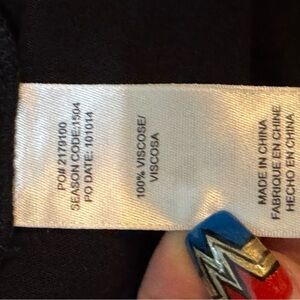 PO# 2179100
SEASON CODE:1504
PO DATE: 101014
100% VISCOSE/
VISCOSA
MADE IN CHINA
FABRIQUE EN CHINE
HECHO EN CHINA